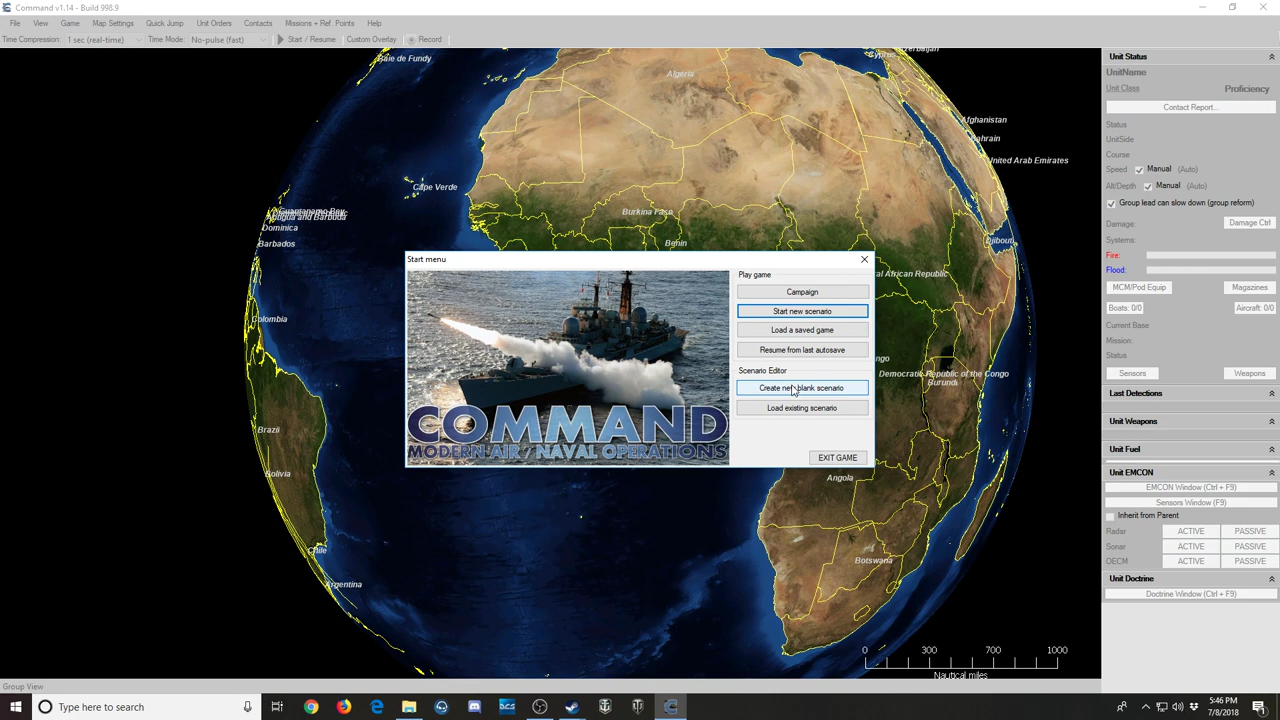 Command v1.14 - Build 998.9
File View Game Map Settings Quick Jump Unit Orders Contacts Missions + Ref. Points Help
Time Compression: 1 sec (real-time) Time Mode: No-pulse (fast) Start / Resume Custom Overlay Record
Baie de Fundy
Algeria
Cyprus
Azerbaijan
Afghanistan
Bahrain
United Arab Emirates
Cape Verde
Burkina Faso
Benin
Djibouti
Guantanamo Bay
Antigua and Barbuda
Dominica
Barbados
Colombia
Brazil
Bolivia
Chile
Argentina
ral African Republic
ongo
Democratic Republic of the Congo
Burundi
Angola
Botswana
Start menu
COMMAND
MODERN AIR / NAVAL OPERATIONS
Play game
Campaign
Start new scenario
Load a saved game
Resume from last autosave
Scenario Editor
Create new blank scenario
Load existing scenario
EXIT GAME
0 300 700 1000
Nautical miles
Unit Status
UnitName
Unit Class Proficiency
Contact Report...
Status
UnitSide
Course
Speed Manual (Auto)
Alt/Depth Manual (Auto)
Group lead can slow down (group reform)
Damage: Damage Ctrl
Systems:
Fire:
Flood:
MCM/Pod Equip Magazines
Boats: 0/0 Aircraft: 0/0
Current Base
Mission:
Status
Sensors Weapons
Last Detections
Unit Weapons
Unit Fuel
Unit EMCON
EMCON Window (Ctrl + F9)
Sensors Window (F9)
Inherit from Parent
Radar ACTIVE PASSIVE
Sonar ACTIVE PASSIVE
OECM ACTIVE PASSIVE
Unit Doctrine
Doctrine Window (Ctrl + F9)
Group View
Type here to search
DCS
5:46 PM
7/8/2018